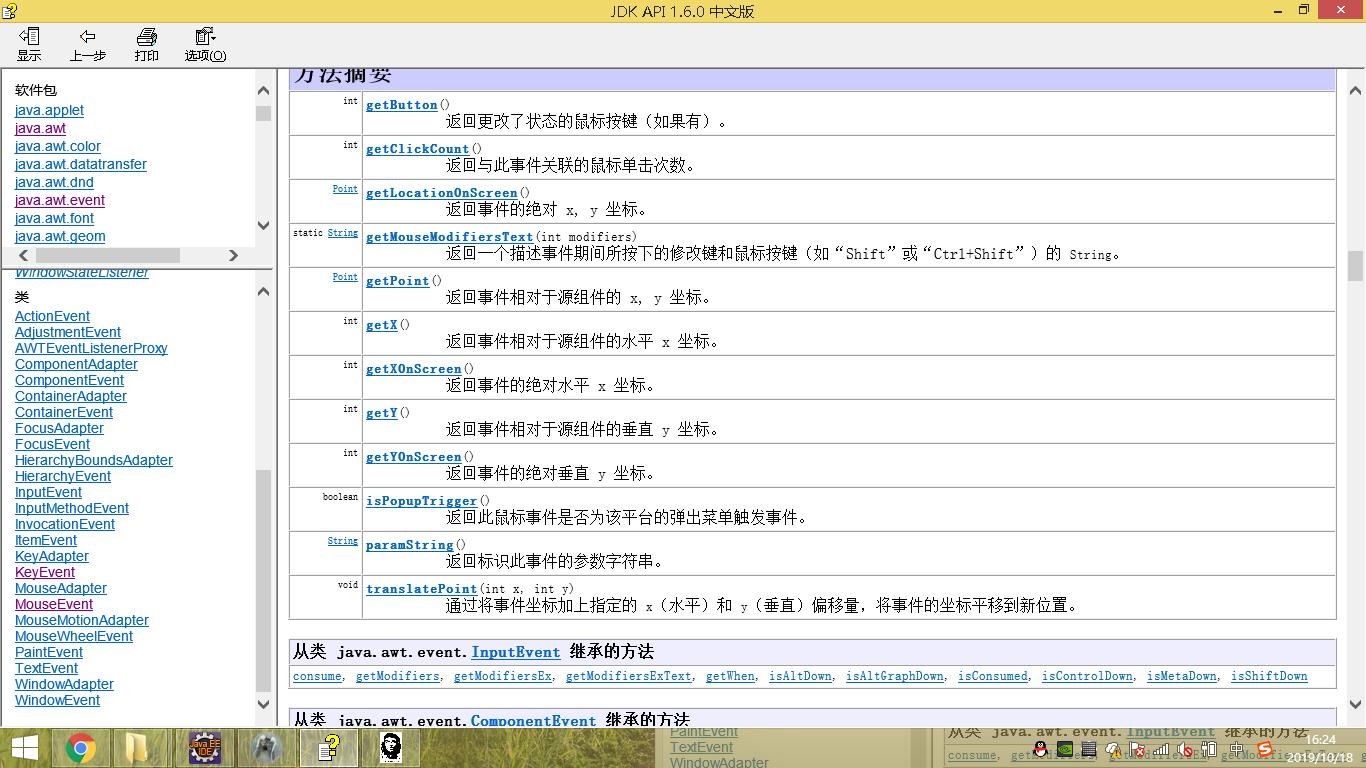 JDK API 1.6.0 中文版
显示
上一步
打印
选项(O)
软件包
java.applet
java.awt
java.awt.color
java.awt.datatransfer
java.awt.dnd
java.awt.event
java.awt.font
java.awt.geom
WindowStateListener
类
ActionEvent
AdjustmentEvent
AWTEventListenerProxy
ComponentAdapter
ComponentEvent
ContainerAdapter
ContainerEvent
FocusAdapter
FocusEvent
HierarchyBoundsAdapter
HierarchyEvent
InputEvent
InputMethodEvent
InvocationEvent
ItemEvent
KeyAdapter
KeyEvent
MouseAdapter
MouseEvent
MouseMotionAdapter
MouseWheelEvent
PaintEvent
TextEvent
WindowAdapter
WindowEvent
方法摘要
int getButton()
返回更改了状态的鼠标按键（如果有）。
int getClickCount()
返回与此事件关联的鼠标单击次数。
Point getLocationOnScreen()
返回事件的绝对 x, y 坐标。
static String getMouseModifiersText(int modifiers)
返回一个描述事件期间所按下的修改键和鼠标按键（如“Shift”或“Ctrl+Shift”）的 String。
Point getPoint()
返回事件相对于源组件的 x, y 坐标。
int getX()
返回事件相对于源组件的水平 x 坐标。
int getXOnScreen()
返回事件的绝对水平 x 坐标。
int getY()
返回事件相对于源组件的垂直 y 坐标。
int getYOnScreen()
返回事件的绝对垂直 y 坐标。
boolean isPopupTrigger()
返回此鼠标事件是否为该平台的弹出菜单触发事件。
String paramString()
返回标识此事件的参数字符串。
void translatePoint(int x, int y)
通过将事件坐标加上指定的 x（水平）和 y（垂直）偏移量，将事件的坐标平移到新位置。
从类 java.awt.event.InputEvent 继承的方法
consume, getModifiers, getModifiersEx, getModifiersExText, getWhen, isAltDown, isAltGraphDown, isConsumed, isControlDown, isMetaDown, isShiftDown
从类 java.awt.event.ComponentEvent 继承的方法
Java EE
IDE
PaintEvent
TextEvent
WindowAdapter
从类 java.awt.event.InputEvent 继承的方法
consume,
中
16:24
2019/10/18